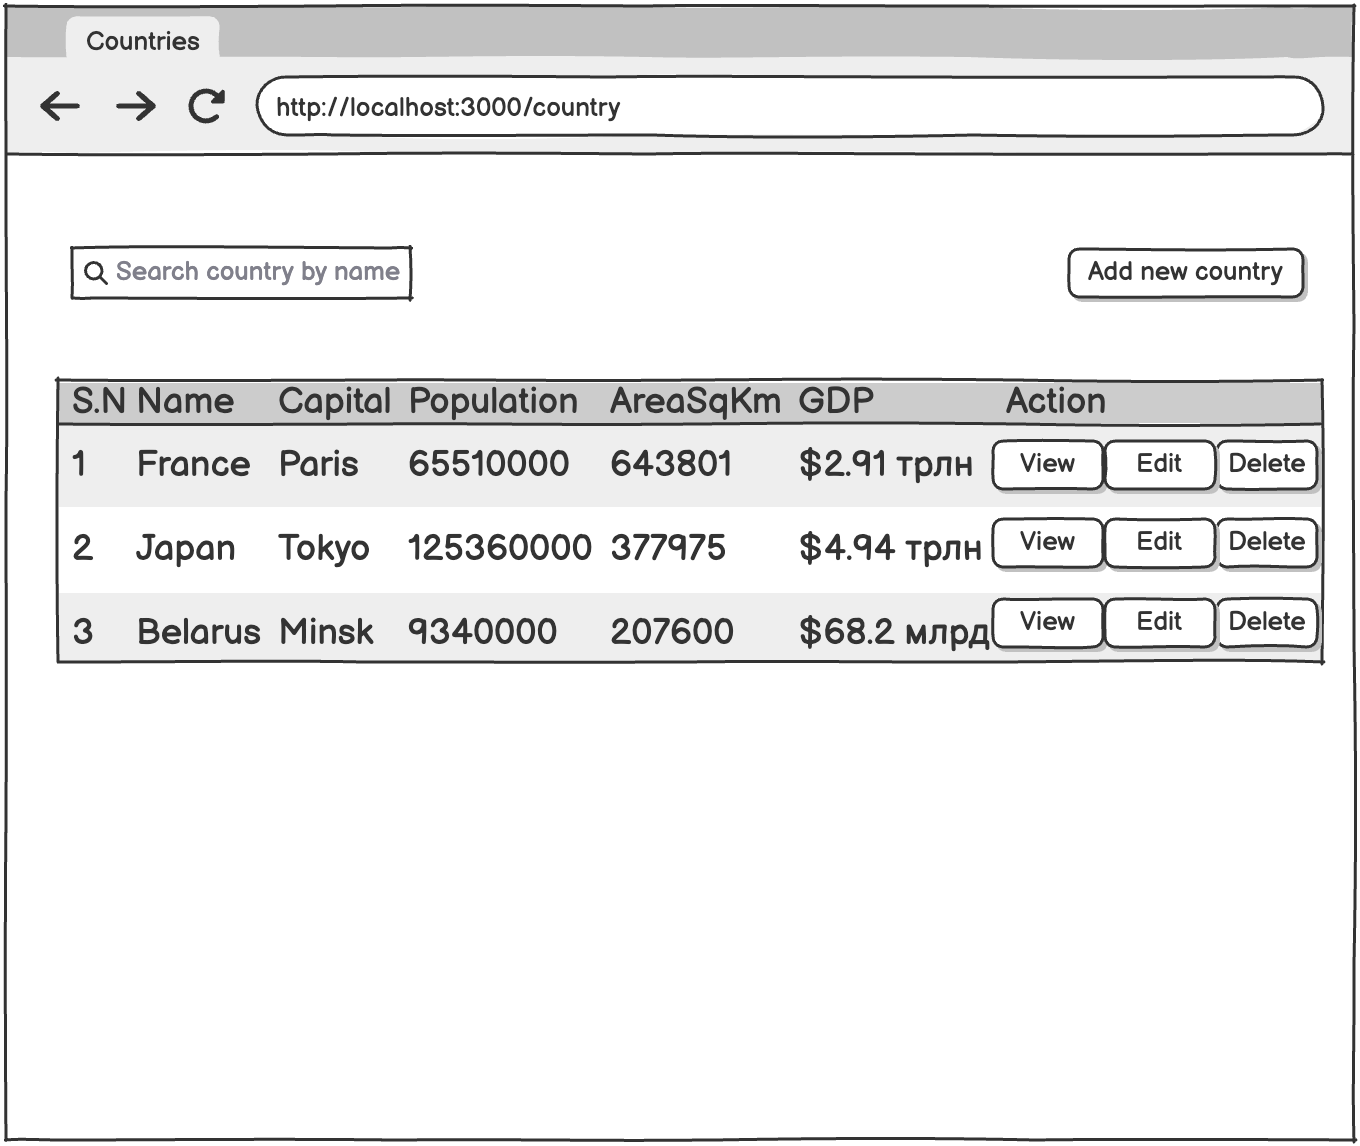 Countries
http://localhost:3000/country
Search country by name
Add new country
S.N Name Capital Population AreaSqKm GDP Action
1 France Paris 65510000 643801 $2.91 трлн View Edit Delete
2 Japan Tokyo 125360000 377975 $4.94 трлн View Edit Delete
3 Belarus Minsk 9340000 207600 $68.2 млрд View Edit Delete